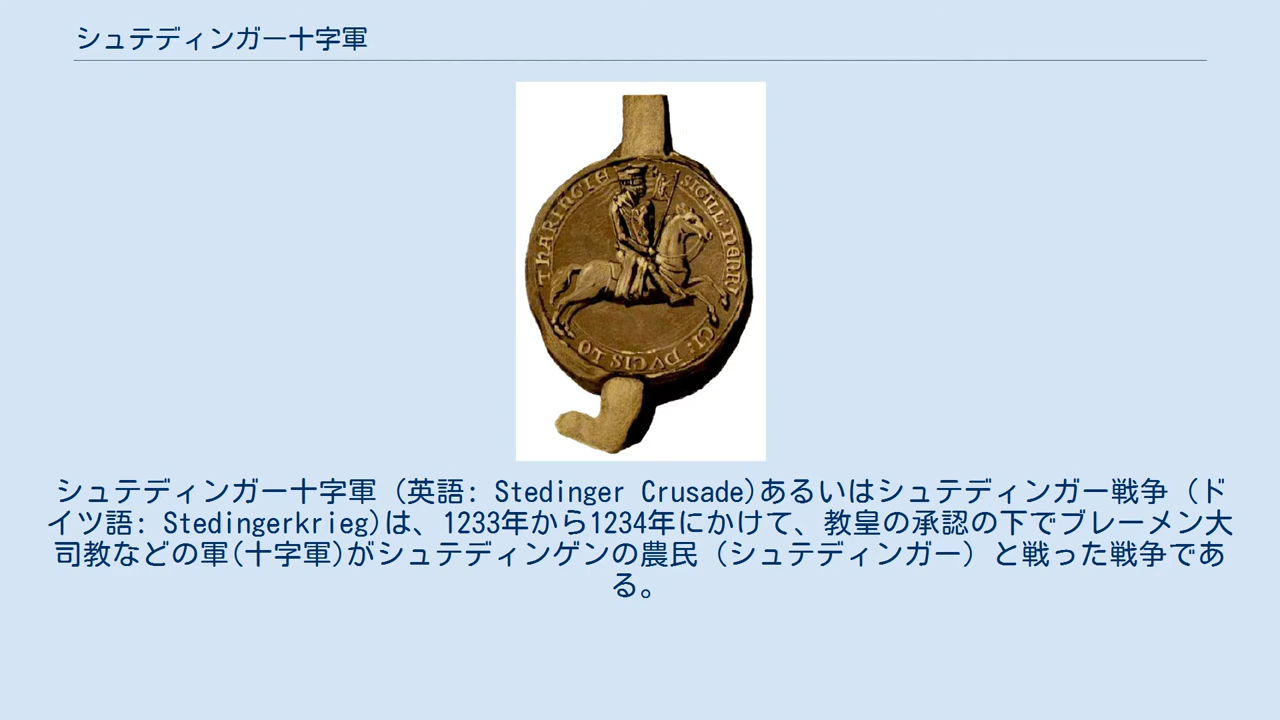 シュテディンガー十字軍
SIGILL: HENRI
CI: DVCIS LO
THARINGIE
シュテディンガー十字軍 (英語: Stedinger Crusade)あるいはシュテディンガー戦争 (ド
イツ語: Stedingerkrieg)は、1233年から1234年にかけて、教皇の承認の下でブレーメン大
司教などの軍(十字軍)がシュテディンゲンの農民 (シュテディンガー) と戦った戦争であ
る。